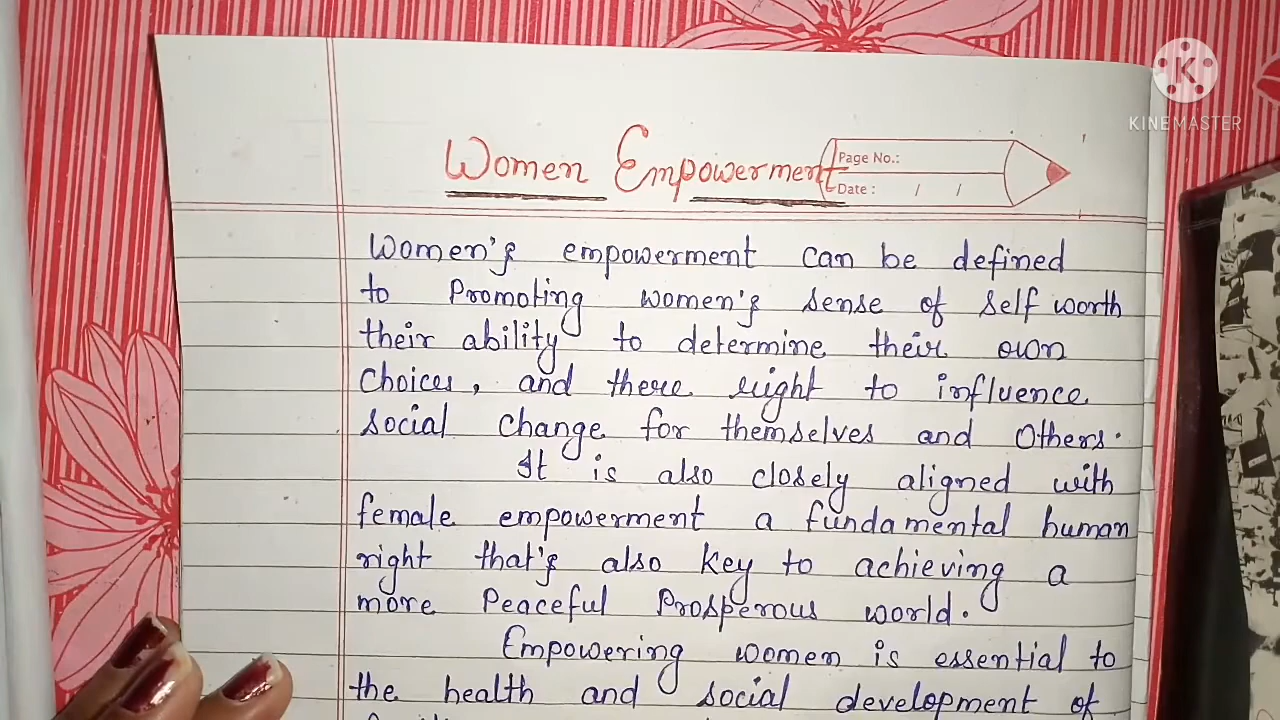 KINEMASTER
Women Empowerment
Page No.:
Date : / /
Women's empowerment can be defined
to Promoting women's sense of self worth
their ability to determine their own
choices, and there right to influence
social change for themselves and Others.
It is also closely aligned with
female empowerment a fundamental human
right that's also key to achieving a
more Peaceful Prosperous world.
Empowering women is essential to
the health and social development of